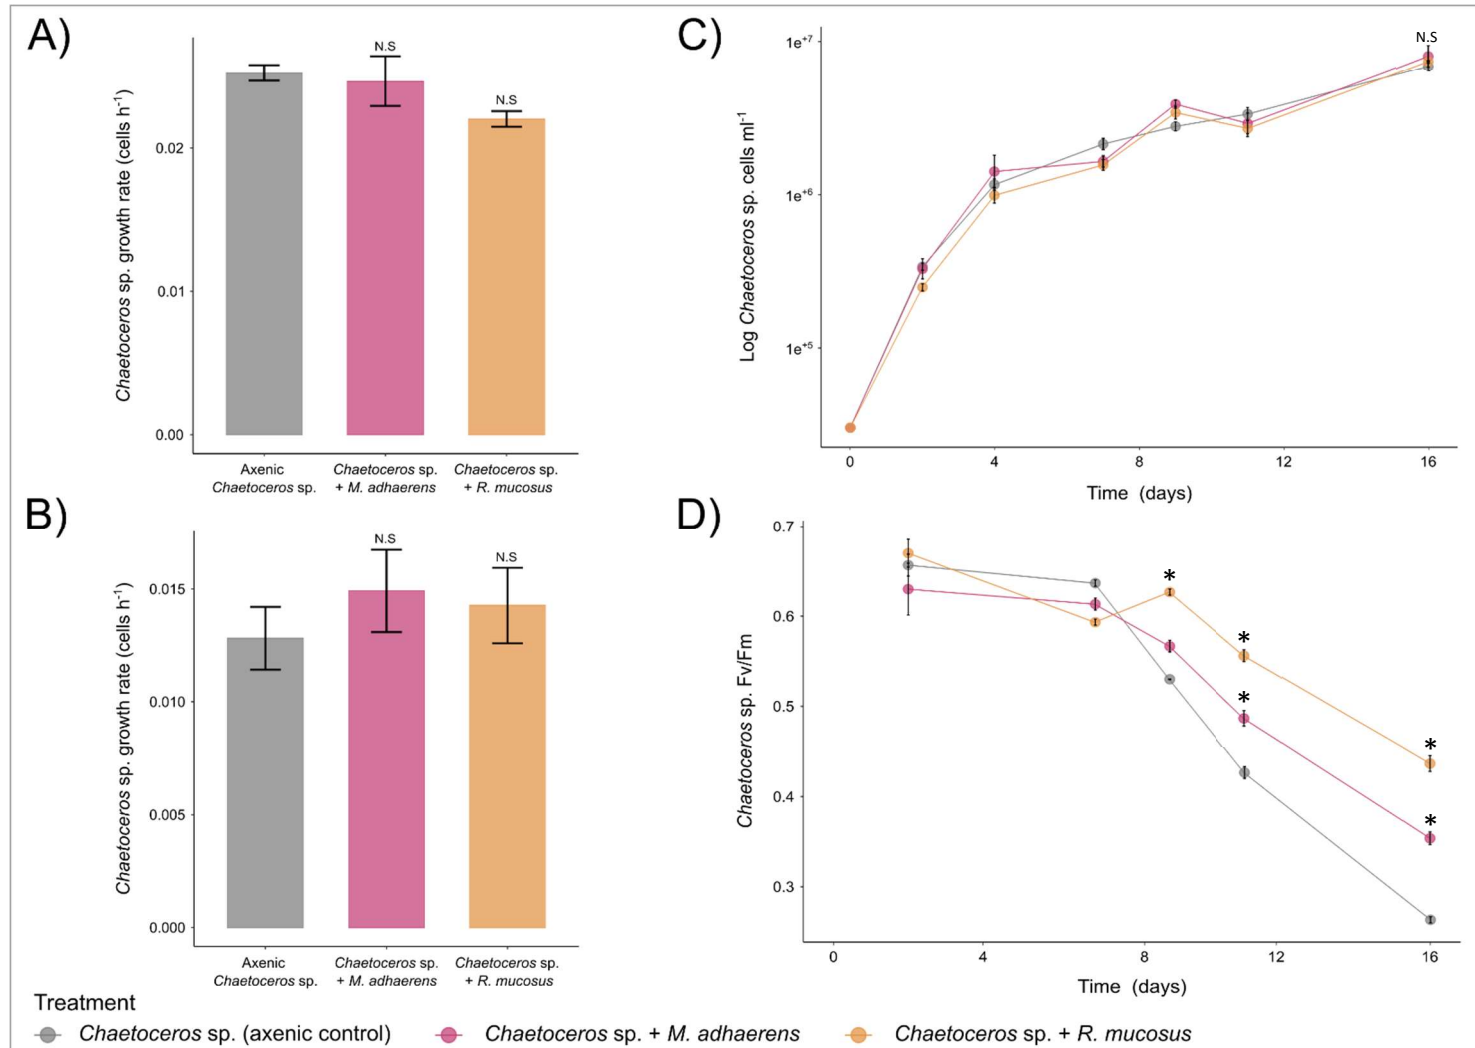 A)
Chaetoceros sp. growth rate (cells h-1)
0.02
0.01
0.00
N.S
N.S
Axenic
Chaetoceros sp.
Chaetoceros sp.
+ M. adhaerens
Chaetoceros sp.
+ R. mucosus
B)
Chaetoceros sp. growth rate (cells h-1)
0.015
0.010
0.005
0.000
N.S
N.S
Axenic
Chaetoceros sp.
Chaetoceros sp.
+ M. adhaerens
Chaetoceros sp.
+ R. mucosus
C)
Log Chaetoceros sp. cells ml-1
1e+7
1e+6
1e+5
N.S
0
4
8
12
16
Time (days)
D)
Chaetoceros sp. Fv/Fm
0.7
0.6
0.5
0.4
0.3
*
*
*
*
*
0
4
8
12
16
Time (days)
Treatment
Chaetoceros sp. (axenic control)
Chaetoceros sp. + M. adhaerens
Chaetoceros sp. + R. mucosus